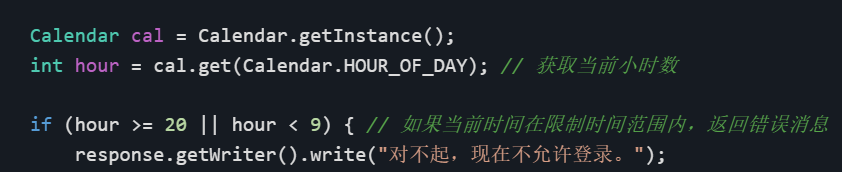 Calendar cal = Calendar.getInstance();
int hour = cal.get(Calendar.HOUR_OF_DAY); // 获取当前小时数
if (hour >= 20 || hour < 9) { // 如果当前时间在限制时间范围内，返回错误消息
response.getWriter().write("对不起，现在不允许登录。");